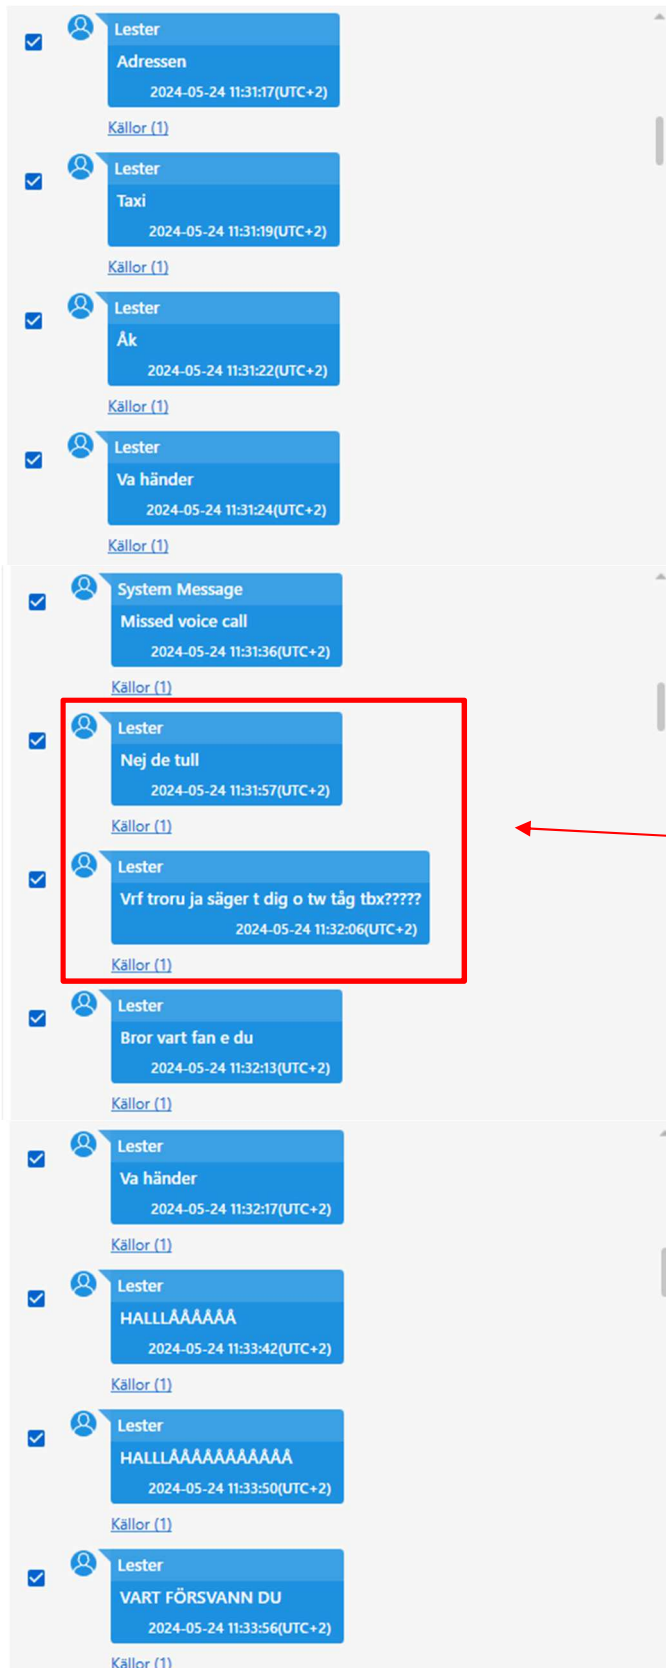 Lester
Adressen
2024-05-24 11:31:17(UTC+2)
Källor (1)
Lester
Taxi
2024-05-24 11:31:19(UTC+2)
Källor (1)
Lester
Åk
2024-05-24 11:31:22(UTC+2)
Källor (1)
Lester
Va händer
2024-05-24 11:31:24(UTC+2)
Källor (1)
System Message
Missed voice call
2024-05-24 11:31:36(UTC+2)
Källor (1)
Lester
Nej de tull
2024-05-24 11:31:57(UTC+2)
Källor (1)
Lester
Vrf troru ja säger t dig o tw tåg tbx?????
2024-05-24 11:32:06(UTC+2)
Källor (1)
Lester
Bror vart fan e du
2024-05-24 11:32:13(UTC+2)
Källor (1)
Lester
Va händer
2024-05-24 11:32:17(UTC+2)
Källor (1)
Lester
HALLLÅÅÅÅÅÅ
2024-05-24 11:33:42(UTC+2)
Källor (1)
Lester
HALLLÅÅÅÅÅÅÅÅÅÅÅ
2024-05-24 11:33:50(UTC+2)
Källor (1)
Lester
VART FÖRSVANN DU
2024-05-24 11:33:56(UTC+2)
Källor (1)